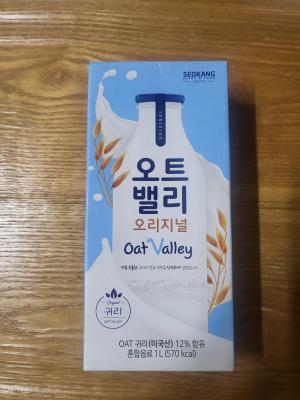 SEOKANG
ORIGINAL
오트
밸리
오리지널
Oat Valley
Original
귀리
OAT VALLEY
OAT 귀리(미국산) 12% 함유
혼합음료 1L (570 kcal)